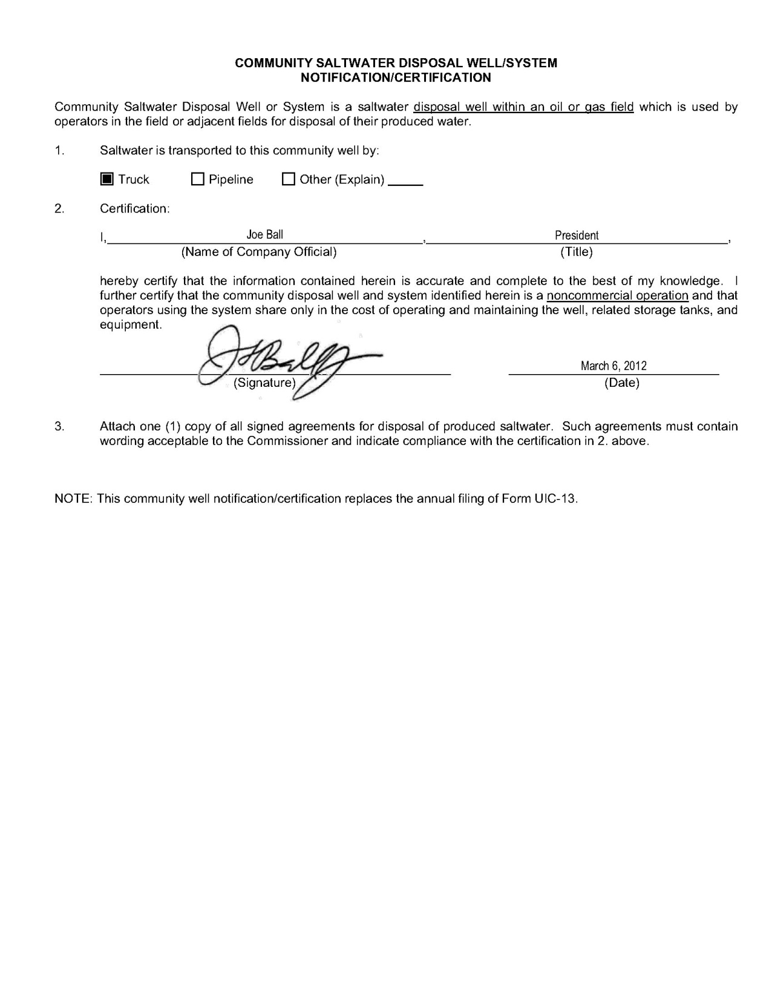 COMMUNITY SALTWATER DISPOSAL WELL/SYSTEM
NOTIFICATION/CERTIFICATION
Community Saltwater Disposal Well or System is a saltwater disposal well within an oil or gas field which is used by
operators in the field or adjacent fields for disposal of their produced water.
1. Saltwater is transported to this community well by:
Truck Pipeline Other (Explain) _____
2. Certification:
I, Joe Ball , President ,
(Name of Company Official) (Title)
hereby certify that the information contained herein is accurate and complete to the best of my knowledge. I
further certify that the community disposal well and system identified herein is a noncommercial operation and that
operators using the system share only in the cost of operating and maintaining the well, related storage tanks, and
equipment.
J Ball March 6, 2012
(Signature) (Date)
3. Attach one (1) copy of all signed agreements for disposal of produced saltwater. Such agreements must contain
wording acceptable to the Commissioner and indicate compliance with the certification in 2. above.
NOTE: This community well notification/certification replaces the annual filing of Form UIC-13.